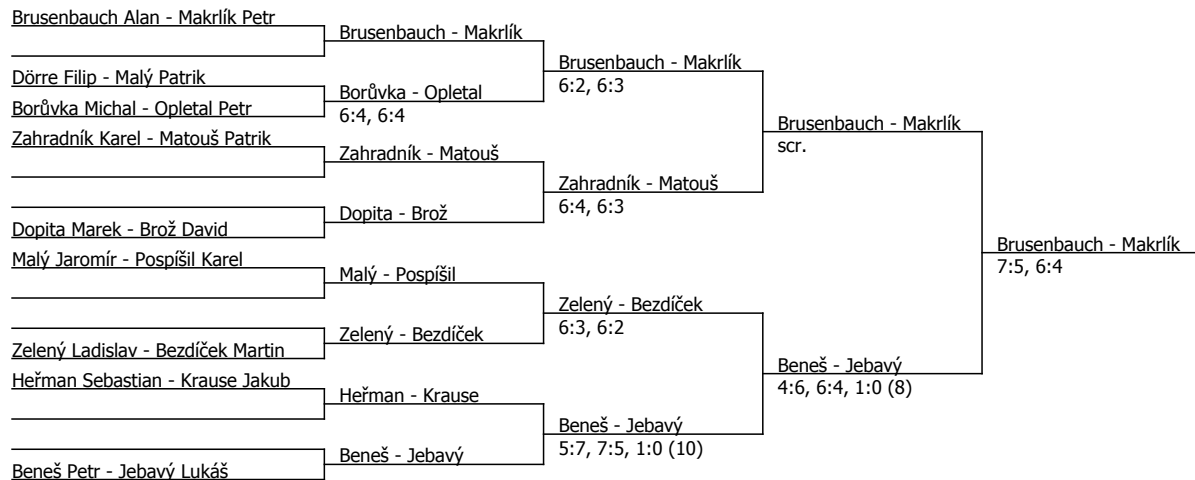 Brusenbauch Alan - Makrlík Petr
Brusenbauch - Makrlík
Brusenbauch - Makrlík
6:2, 6:3
Dörre Filip - Malý Patrik
Borůvka - Opletal
6:4, 6:4
Borůvka Michal - Opletal Petr
Brusenbauch - Makrlík
scr.
Zahradník Karel - Matouš Patrik
Zahradník - Matouš
Zahradník - Matouš
6:4, 6:3
Dopita - Brož
Dopita Marek - Brož David
Brusenbauch - Makrlík
7:5, 6:4
Malý Jaromír - Pospíšil Karel
Malý - Pospíšil
Zelený - Bezdíček
6:3, 6:2
Zelený - Bezdíček
Zelený Ladislav - Bezdíček Martin
Beneš - Jebavý
4:6, 6:4, 1:0 (8)
Heřman Sebastian - Krause Jakub
Heřman - Krause
Beneš - Jebavý
5:7, 7:5, 1:0 (10)
Beneš - Jebavý
Beneš Petr - Jebavý Lukáš